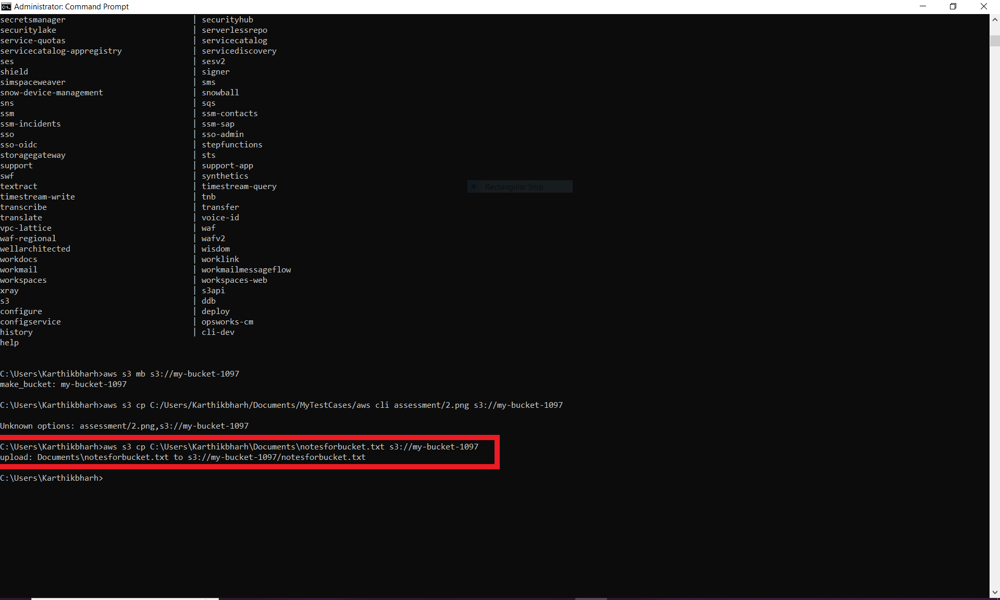 Administrator: Command Prompt
secretsmanager | securityhub
securitylake | serverlessrepo
service-quotas | servicecatalog
servicecatalog-appregistry | servicediscovery
ses | sesv2
shield | signer
simspaceweaver | sms
snow-device-management | snowball
sns | sqs
ssm | ssm-contacts
ssm-incidents | ssm-sap
sso | sso-admin
sso-oidc | stepfunctions
storagegateway | sts
support | support-app
swf | synthetics
textract | timestream-query
Rectangular Snip
timestream-write | tnb
transcribe | transfer
translate | voice-id
vpc-lattice | waf
waf-regional | wafv2
wellarchitected | wisdom
workdocs | worklink
workmail | workmailmessageflow
workspaces | workspaces-web
xray | s3api
s3 | ddb
configure | deploy
configservice | opsworks-cm
history | cli-dev
help
C:\Users\Karthikbharh>aws s3 mb s3://my-bucket-1097
make_bucket: my-bucket-1097
C:\Users\Karthikbharh>aws s3 cp C:/Users/Karthikbharh/Documents/MyTestCases/aws cli assessment/2.png s3://my-bucket-1097
Unknown options: assessment/2.png,s3://my-bucket-1097
C:\Users\Karthikbharh>aws s3 cp C:\Users\Karthikbharh\Documents\notesforbucket.txt s3://my-bucket-1097
upload: Documents\notesforbucket.txt to s3://my-bucket-1097/notesforbucket.txt
C:\Users\Karthikbharh>